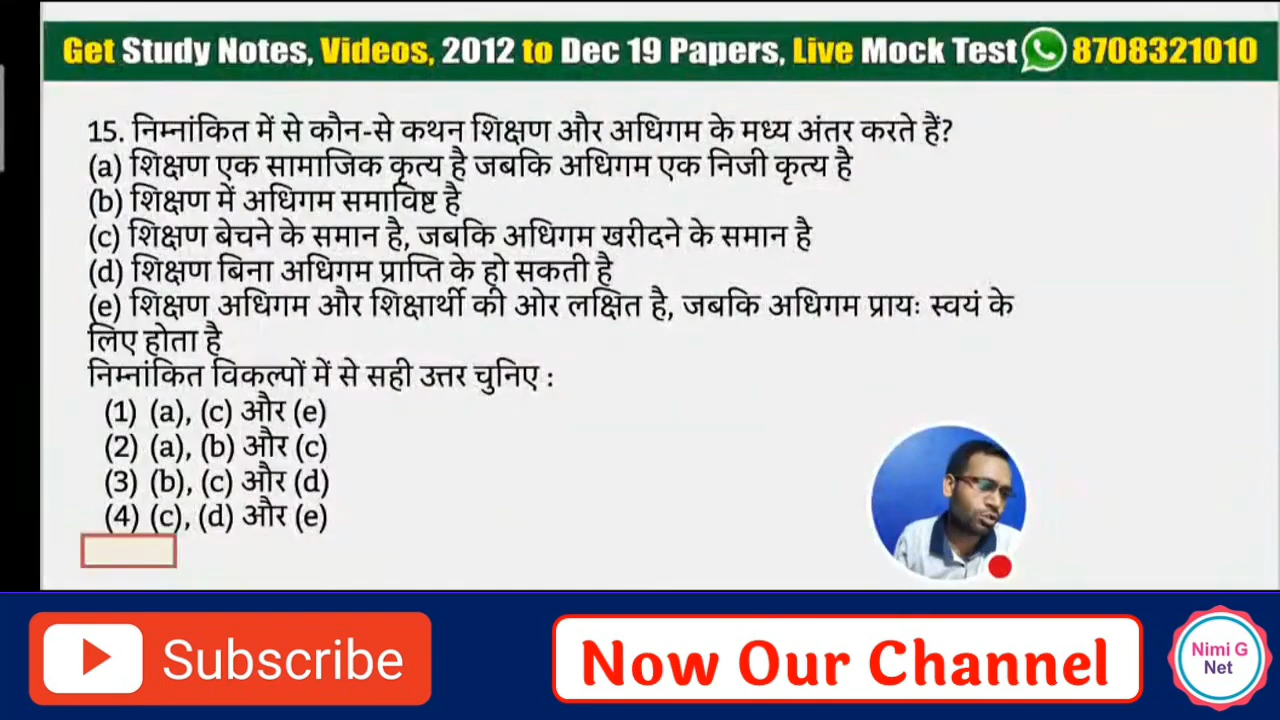 Get Study Notes, Videos, 2012 to Dec 19 Papers, Live Mock Test 8708321010
15. निम्नांकित में से कौन-से कथन शिक्षण और अधिगम के मध्य अंतर करते हैं?
(a) शिक्षण एक सामाजिक कृत्य है जबकि अधिगम एक निजी कृत्य है
(b) शिक्षण में अधिगम समाविष्ट है
(c) शिक्षण बेचने के समान है, जबकि अधिगम खरीदने के समान है
(d) शिक्षण बिना अधिगम प्राप्ति के हो सकती है
(e) शिक्षण अधिगम और शिक्षार्थी की ओर लक्षित है, जबकि अधिगम प्रायः स्वयं के
लिए होता है
निम्नांकित विकल्पों में से सही उत्तर चुनिए :
(1) (a), (c) और (e)
(2) (a), (b) और (c)
(3) (b), (c) और (d)
(4) (c), (d) और (e)
Subscribe
Now Our Channel
Nimi G
Net